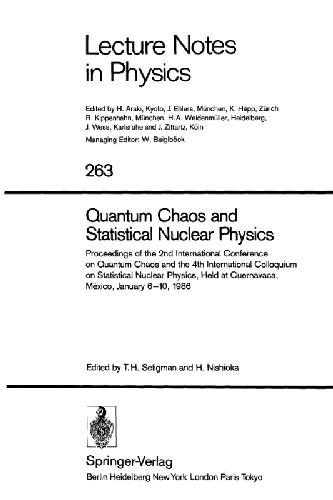 Lecture Notes
in Physics
Edited by H. Araki, Kyoto, J. Ehlers, München, K. Hepp, Zürich
R. Kippenhahn, München, H.A. Weidenmüller, Heidelberg,
J. Wess, Karlsruhe and J. Zittartz, Köln
Managing Editor: W. Beiglböck
263
Quantum Chaos and
Statistical Nuclear Physics
Proceedings of the 2nd International Conference
on Quantum Chaos and the 4th International Colloquium
on Statistical Nuclear Physics, Held at Cuernavaca,
México, January 6–10, 1986
Edited by T.H. Seligman and H. Nishioka
Springer-Verlag
Berlin Heidelberg New York London Paris Tokyo